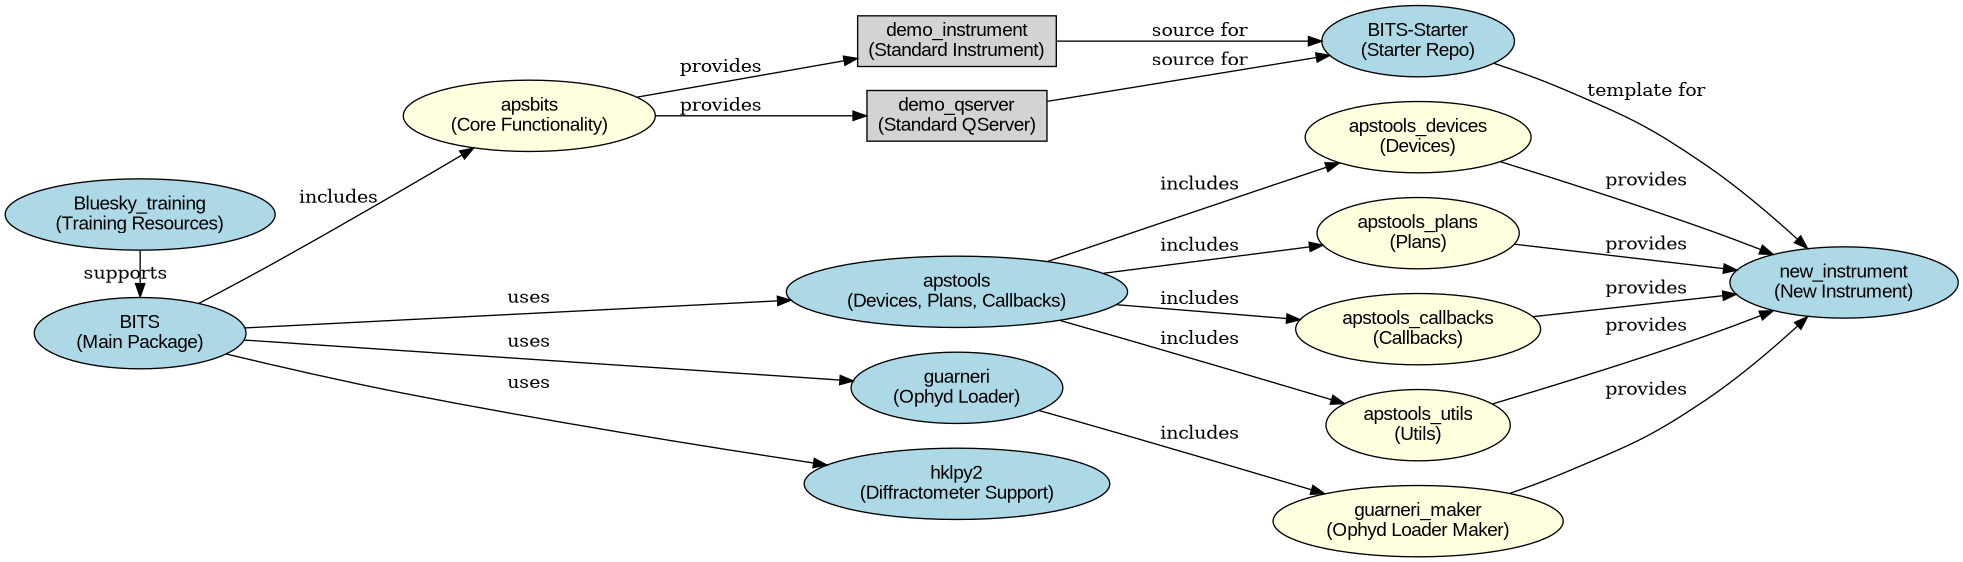 demo_instrument
(Standard Instrument)
source for
BITS-Starter
(Starter Repo)
provides
source for
template for
apsbits
(Core Functionality)
provides
demo_qserver
(Standard QServer)
apstools_devices
(Devices)
includes
Bluesky_training
(Training Resources)
includes
provides
apstools_plans
(Plans)
includes
provides
supports
apstools
(Devices, Plans, Callbacks)
new_instrument
(New Instrument)
uses
includes
provides
BITS
(Main Package)
apstools_callbacks
(Callbacks)
provides
uses
includes
guarneri
(Ophyd Loader)
uses
provides
apstools_utils
(Utils)
includes
hklpy2
(Diffractometer Support)
guarneri_maker
(Ophyd Loader Maker)